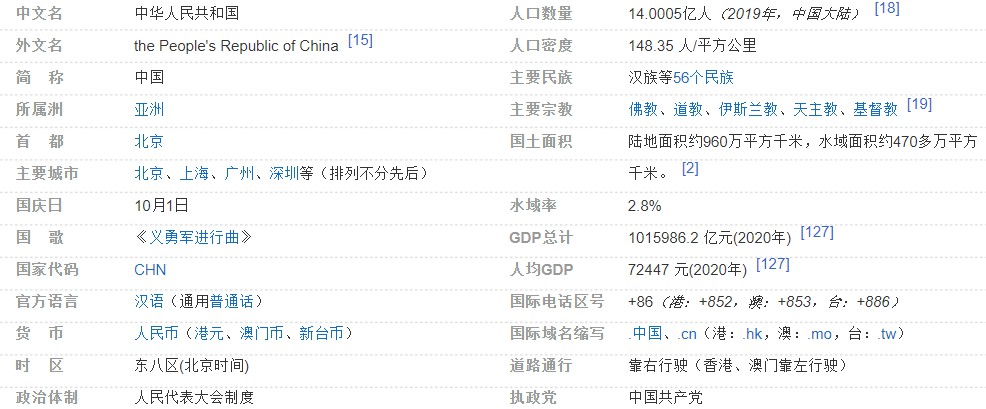 中文名 中华人民共和国 人口数量 14.0005亿人（2019年，中国大陆） [18]
外文名 the People's Republic of China [15] 人口密度 148.35 人/平方公里
简 称 中国 主要民族 汉族等56个民族
所属洲 亚洲 主要宗教 佛教、道教、伊斯兰教、天主教、基督教 [19]
首 都 北京 国土面积 陆地面积约960万平方千米，水域面积约470多万平方
主要城市 北京、上海、广州、深圳等（排列不分先后） 千米。 [2]
国庆日 10月1日 水域率 2.8%
国 歌 《义勇军进行曲》 GDP总计 1015986.2 亿元(2020年) [127]
国家代码 CHN 人均GDP 72447 元(2020年) [127]
官方语言 汉语（通用普通话） 国际电话区号 +86（港：+852，澳：+853，台：+886）
货 币 人民币（港元、澳门币、新台币） 国际域名缩写 .中国、.cn（港：.hk，澳：.mo，台：.tw）
时 区 东八区(北京时间) 道路通行 靠右行驶（香港、澳门靠左行驶）
政治体制 人民代表大会制度 执政党 中国共产党